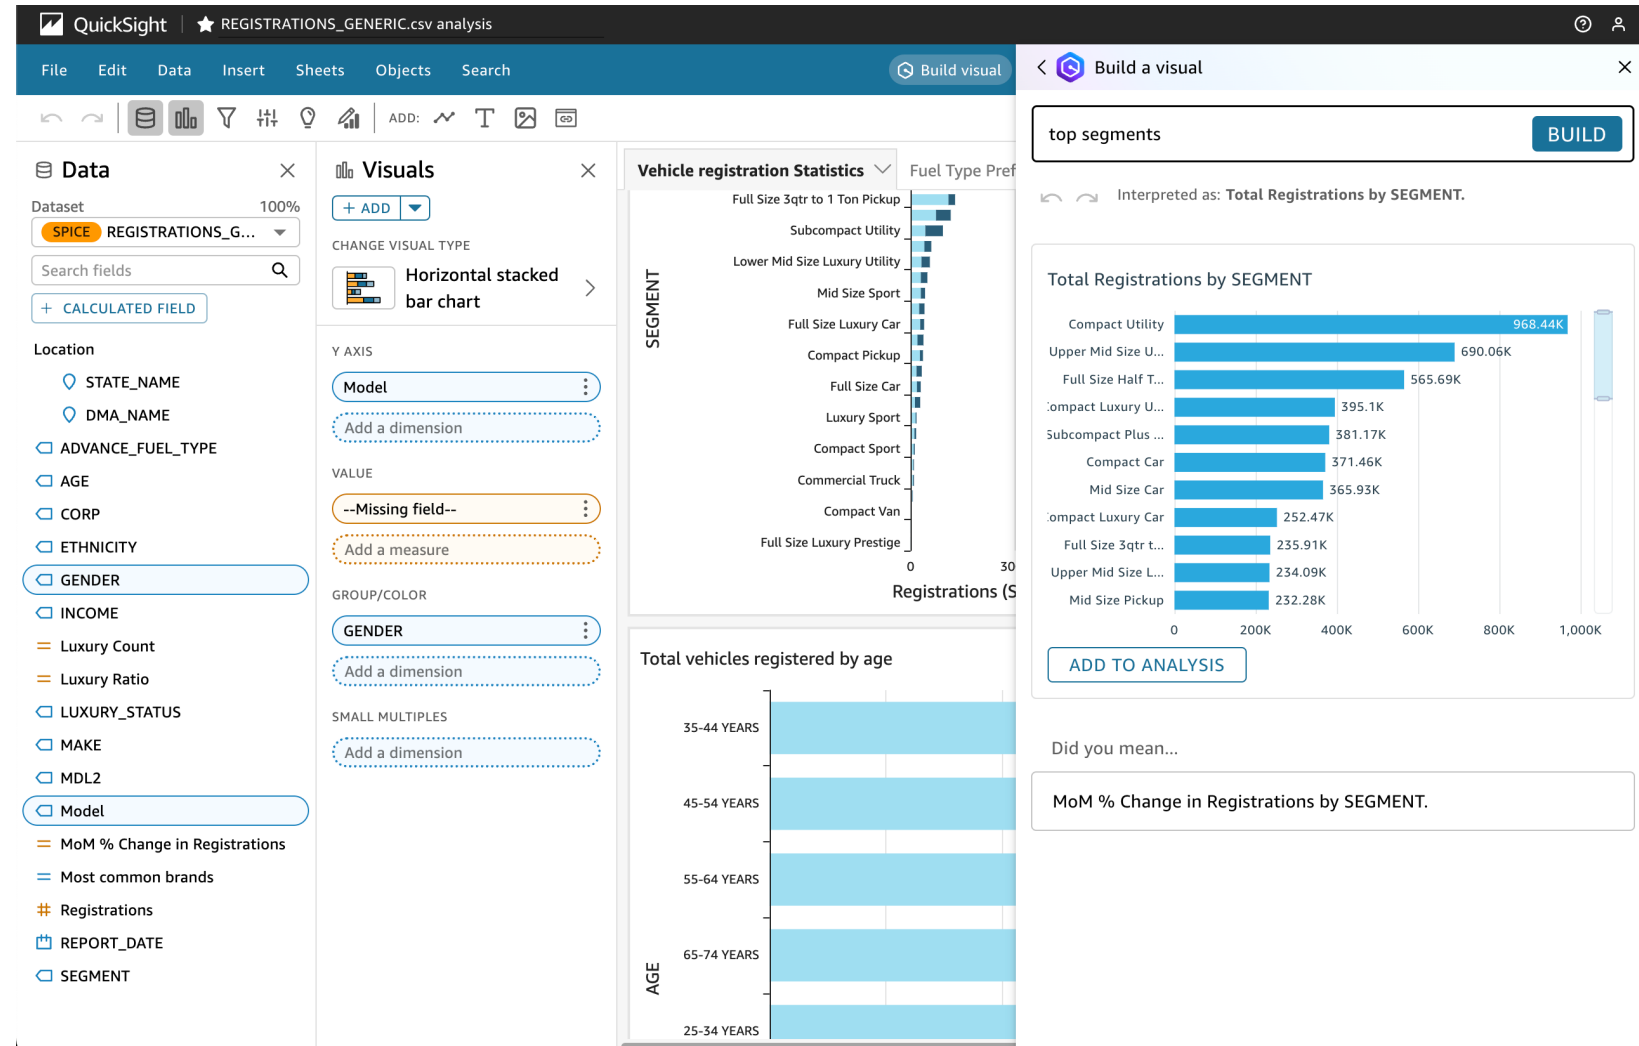 QuickSight
REGISTRATIONS_GENERIC.csv analysis
File Edit Data Insert Sheets Objects Search
Build visual
ADD:
Data
Dataset 100%
SPICE REGISTRATIONS_G...
Search fields
+ CALCULATED FIELD
Location
STATE_NAME
DMA_NAME
ADVANCE_FUEL_TYPE
AGE
CORP
ETHNICITY
GENDER
INCOME
Luxury Count
Luxury Ratio
LUXURY_STATUS
MAKE
MDL2
Model
MoM % Change in Registrations
Most common brands
Registrations
REPORT_DATE
SEGMENT
Visuals
+ ADD
CHANGE VISUAL TYPE
Horizontal stacked
bar chart
Y AXIS
Model
Add a dimension
VALUE
--Missing field--
Add a measure
GROUP/COLOR
GENDER
Add a dimension
SMALL MULTIPLES
Add a dimension
Vehicle registration Statistics
Fuel Type Pref
SEGMENT
Full Size 3qtr to 1 Ton Pickup
Subcompact Utility
Lower Mid Size Luxury Utility
Mid Size Sport
Full Size Luxury Car
Compact Pickup
Full Size Car
Luxury Sport
Compact Sport
Commercial Truck
Compact Van
Full Size Luxury Prestige
0 30
Registrations (S
Total vehicles registered by age
AGE
35-44 YEARS
45-54 YEARS
55-64 YEARS
65-74 YEARS
25-34 YEARS
Build a visual
top segments
BUILD
Interpreted as: Total Registrations by SEGMENT.
Total Registrations by SEGMENT
Compact Utility 968.44K
Upper Mid Size U... 690.06K
Full Size Half T... 565.69K
ompact Luxury U... 395.1K
Subcompact Plus ... 381.17K
Compact Car 371.46K
Mid Size Car 365.93K
ompact Luxury Car 252.47K
Full Size 3qtr t... 235.91K
Upper Mid Size L... 234.09K
Mid Size Pickup 232.28K
0 200K 400K 600K 800K 1,000K
ADD TO ANALYSIS
Did you mean...
MoM % Change in Registrations by SEGMENT.